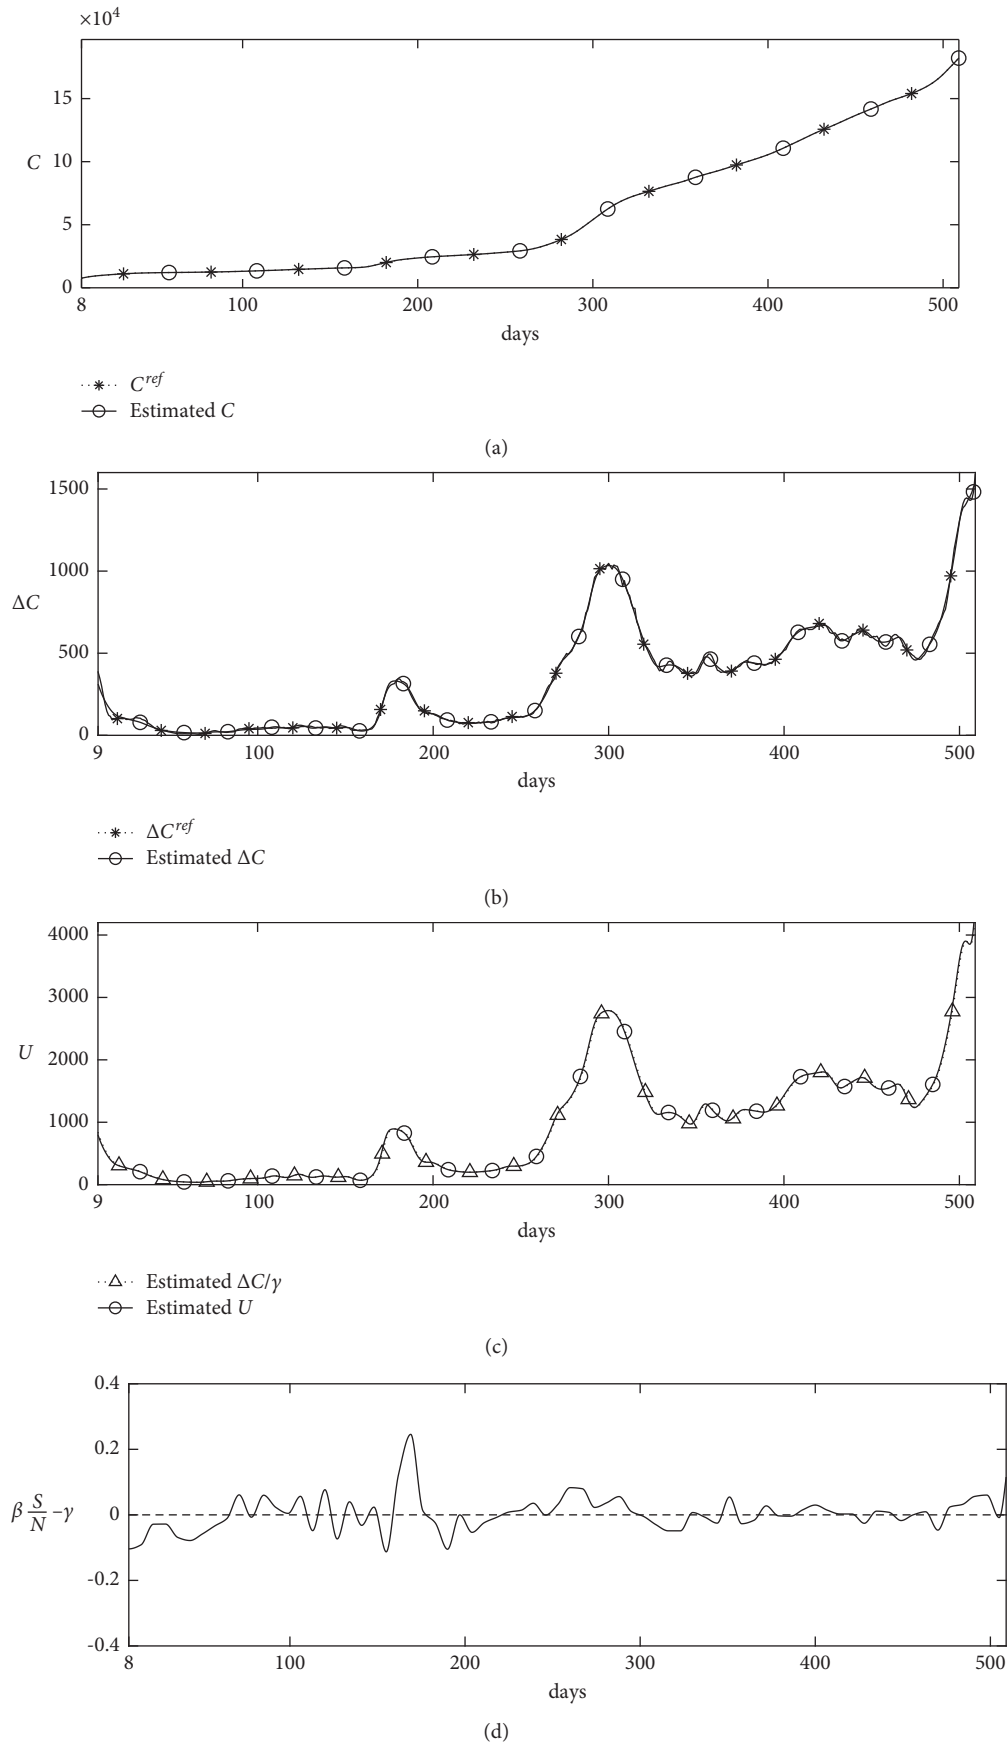 ×10⁴
15
10
5
0
C
8 100 200 300 400 500
days
C^ref
Estimated C
(a)
1500
1000
500
0
ΔC
9 100 200 300 400 500
days
ΔC^ref
Estimated ΔC
(b)
4000
3000
2000
1000
0
U
9 100 200 300 400 500
days
Estimated ΔC/γ
Estimated U
(c)
0.4
0.2
0
-0.2
-0.4
β S/N –γ
8 100 200 300 400 500
days
(d)